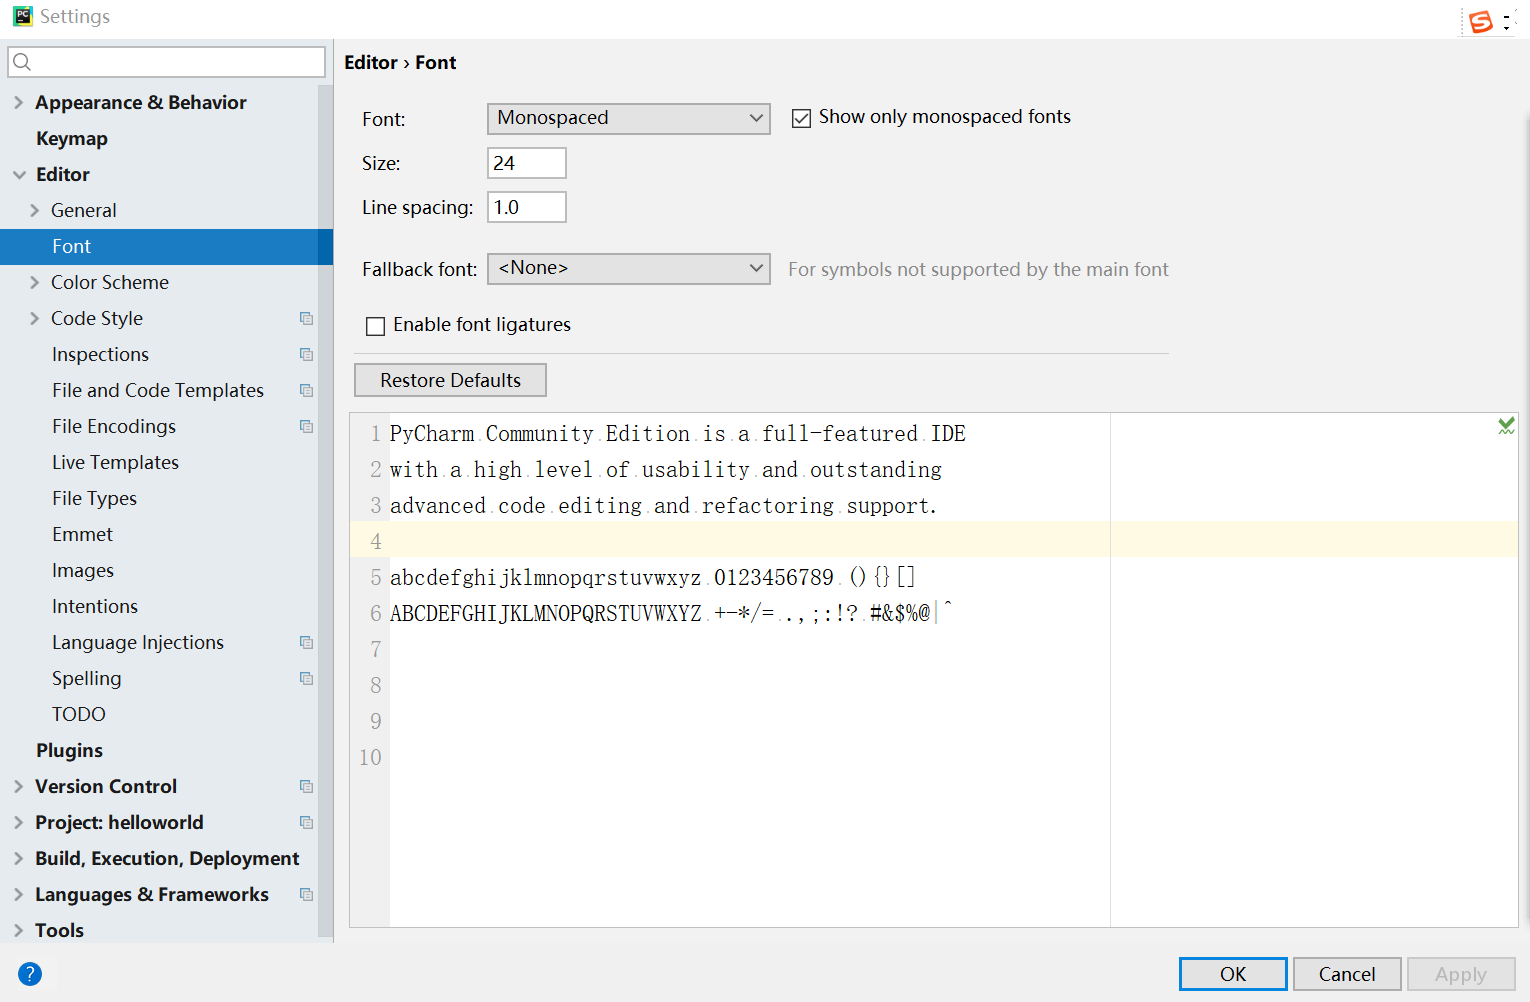 PC Settings
Editor › Font
Appearance & Behavior
Keymap
Editor
General
Font
Color Scheme
Code Style
Inspections
File and Code Templates
File Encodings
Live Templates
File Types
Emmet
Images
Intentions
Language Injections
Spelling
TODO
Plugins
Version Control
Project: helloworld
Build, Execution, Deployment
Languages & Frameworks
Tools
Font: Monospaced Show only monospaced fonts
Size: 24
Line spacing: 1.0
Fallback font: <None> For symbols not supported by the main font
Enable font ligatures
Restore Defaults
1 PyCharm Community Edition is a full-featured IDE
2 with a high level of usability and outstanding
3 advanced code editing and refactoring support.
4
5 abcdefghijklmnopqrstuvwxyz 0123456789 (){}[]
6 ABCDEFGHIJKLMNOPQRSTUVWXYZ +-*/= .,;:!? #&$%@|^
7
8
9
10
? OK Cancel Apply